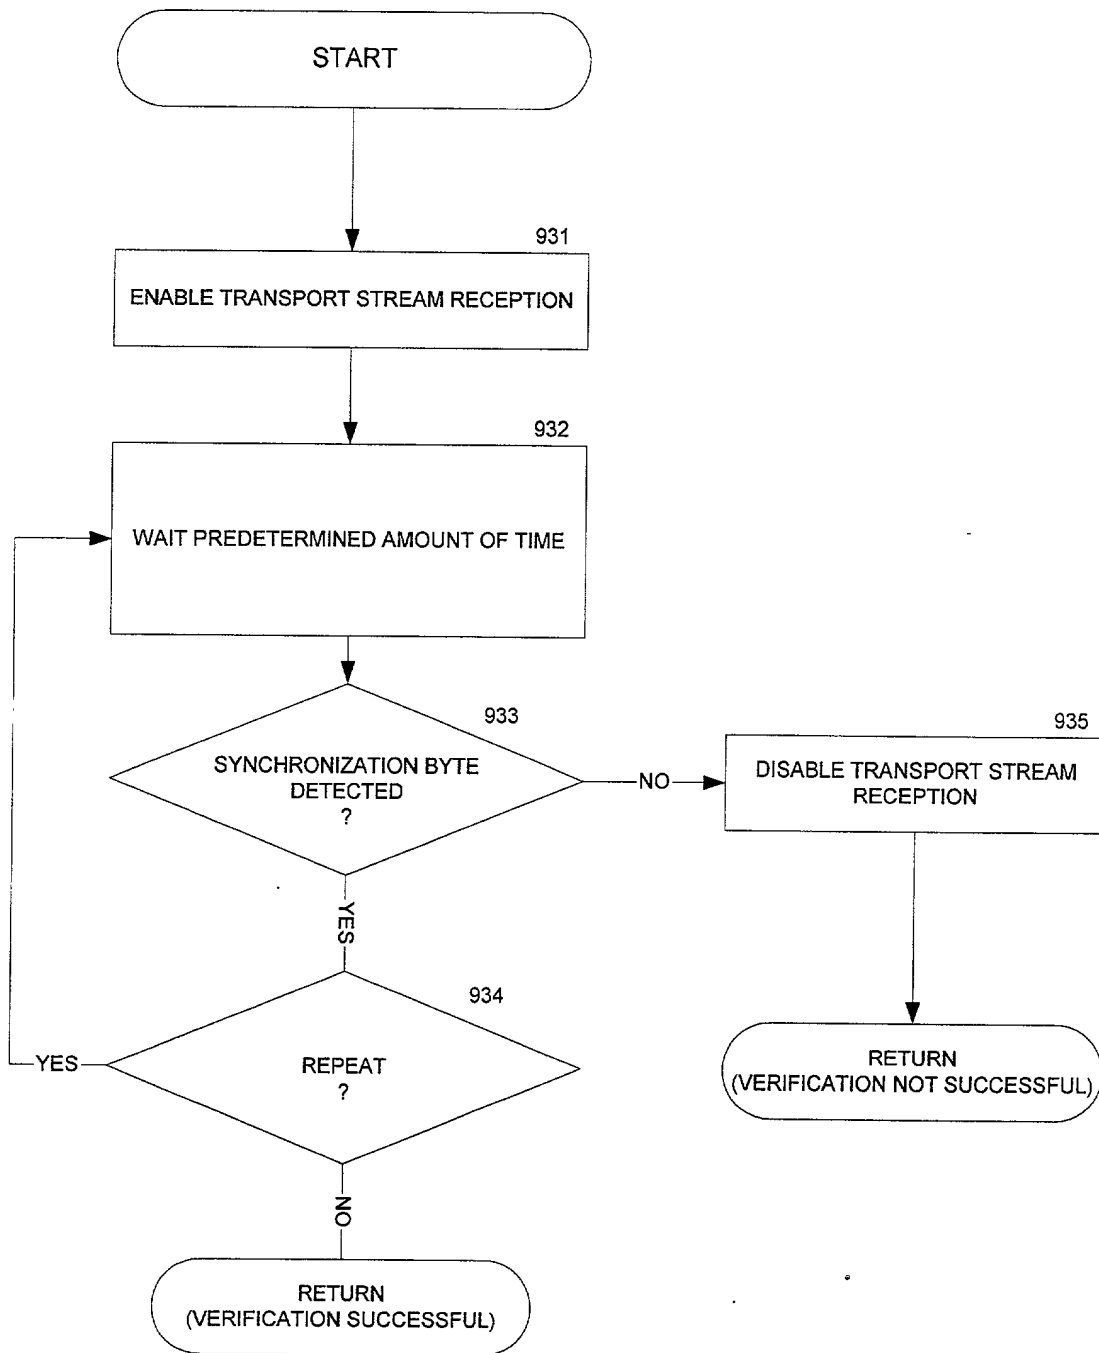 START
931
ENABLE TRANSPORT STREAM RECEPTION
932
WAIT PREDETERMINED AMOUNT OF TIME
933
SYNCHRONIZATION BYTE
DETECTED
?
NO
935
DISABLE TRANSPORT STREAM
RECEPTION
YES
934
REPEAT
?
YES
RETURN
(VERIFICATION NOT SUCCESSFUL)
NO
RETURN
(VERIFICATION SUCCESSFUL)